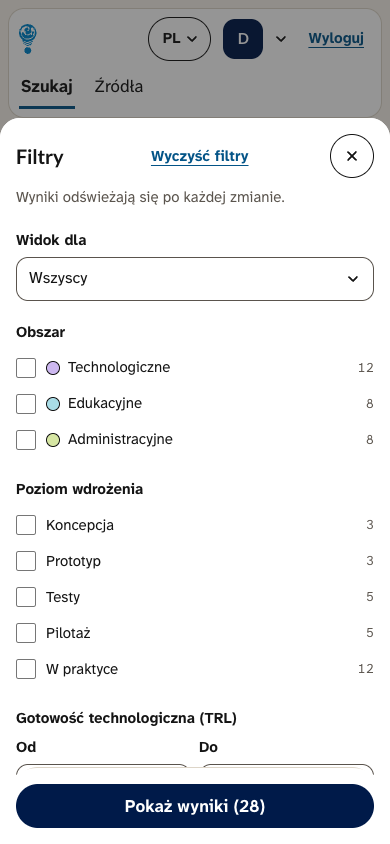 PL
D
Wyloguj
Szukaj
Źródła
Filtry
Wyczyść filtry
Wyniki odświeżają się po każdej zmianie.
Widok dla
Wszyscy
Obszar
Technologiczne 12
Edukacyjne 8
Administracyjne 8
Poziom wdrożenia
Koncepcja 3
Prototyp 3
Testy 5
Pilotaż 5
W praktyce 12
Gotowość technologiczna (TRL)
Od Do
Pokaż wyniki (28)